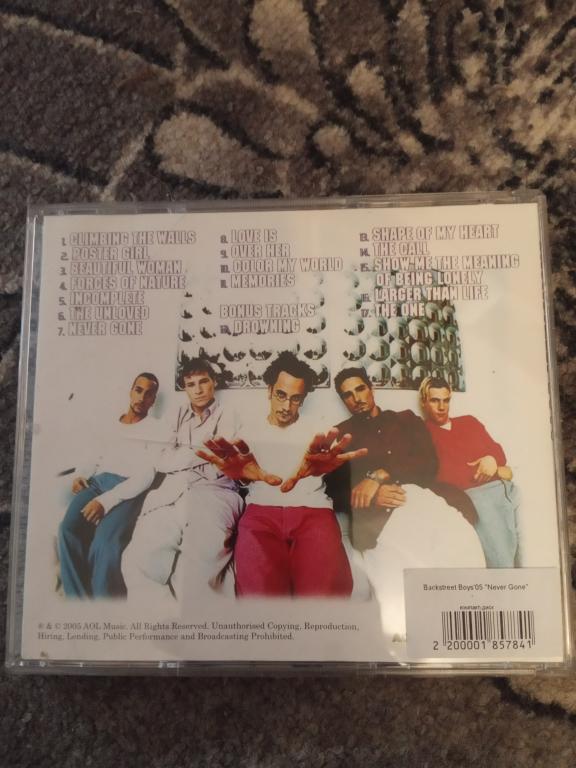 1. CLIMBING THE WALLS
2. POSTER GIRL
3. BEAUTIFUL WOMAN
4. FORCES OF NATURE
5. INCOMPLETE
6. THE UNLOVED
7. NEVER GONE
8. LOVE IS
9. OVER HER
10. COLOR MY WORLD
11. MEMORIES
BONUS TRACKS
12. DROWNING
13. SHAPE OF MY HEART
14. THE CALL
15. SHOW ME THE MEANING
OF BEING LONELY
16. LARGER THAN LIFE
17. THE ONE
Backstreet Boys'05 "Never Gone"
компакт-диск
2 200001 857841
℗ & © 2005 AOL Music. All Rights Reserved. Unauthorised Copying, Reproduction,
Hiring, Lending, Public Performance and Broadcasting Prohibited.